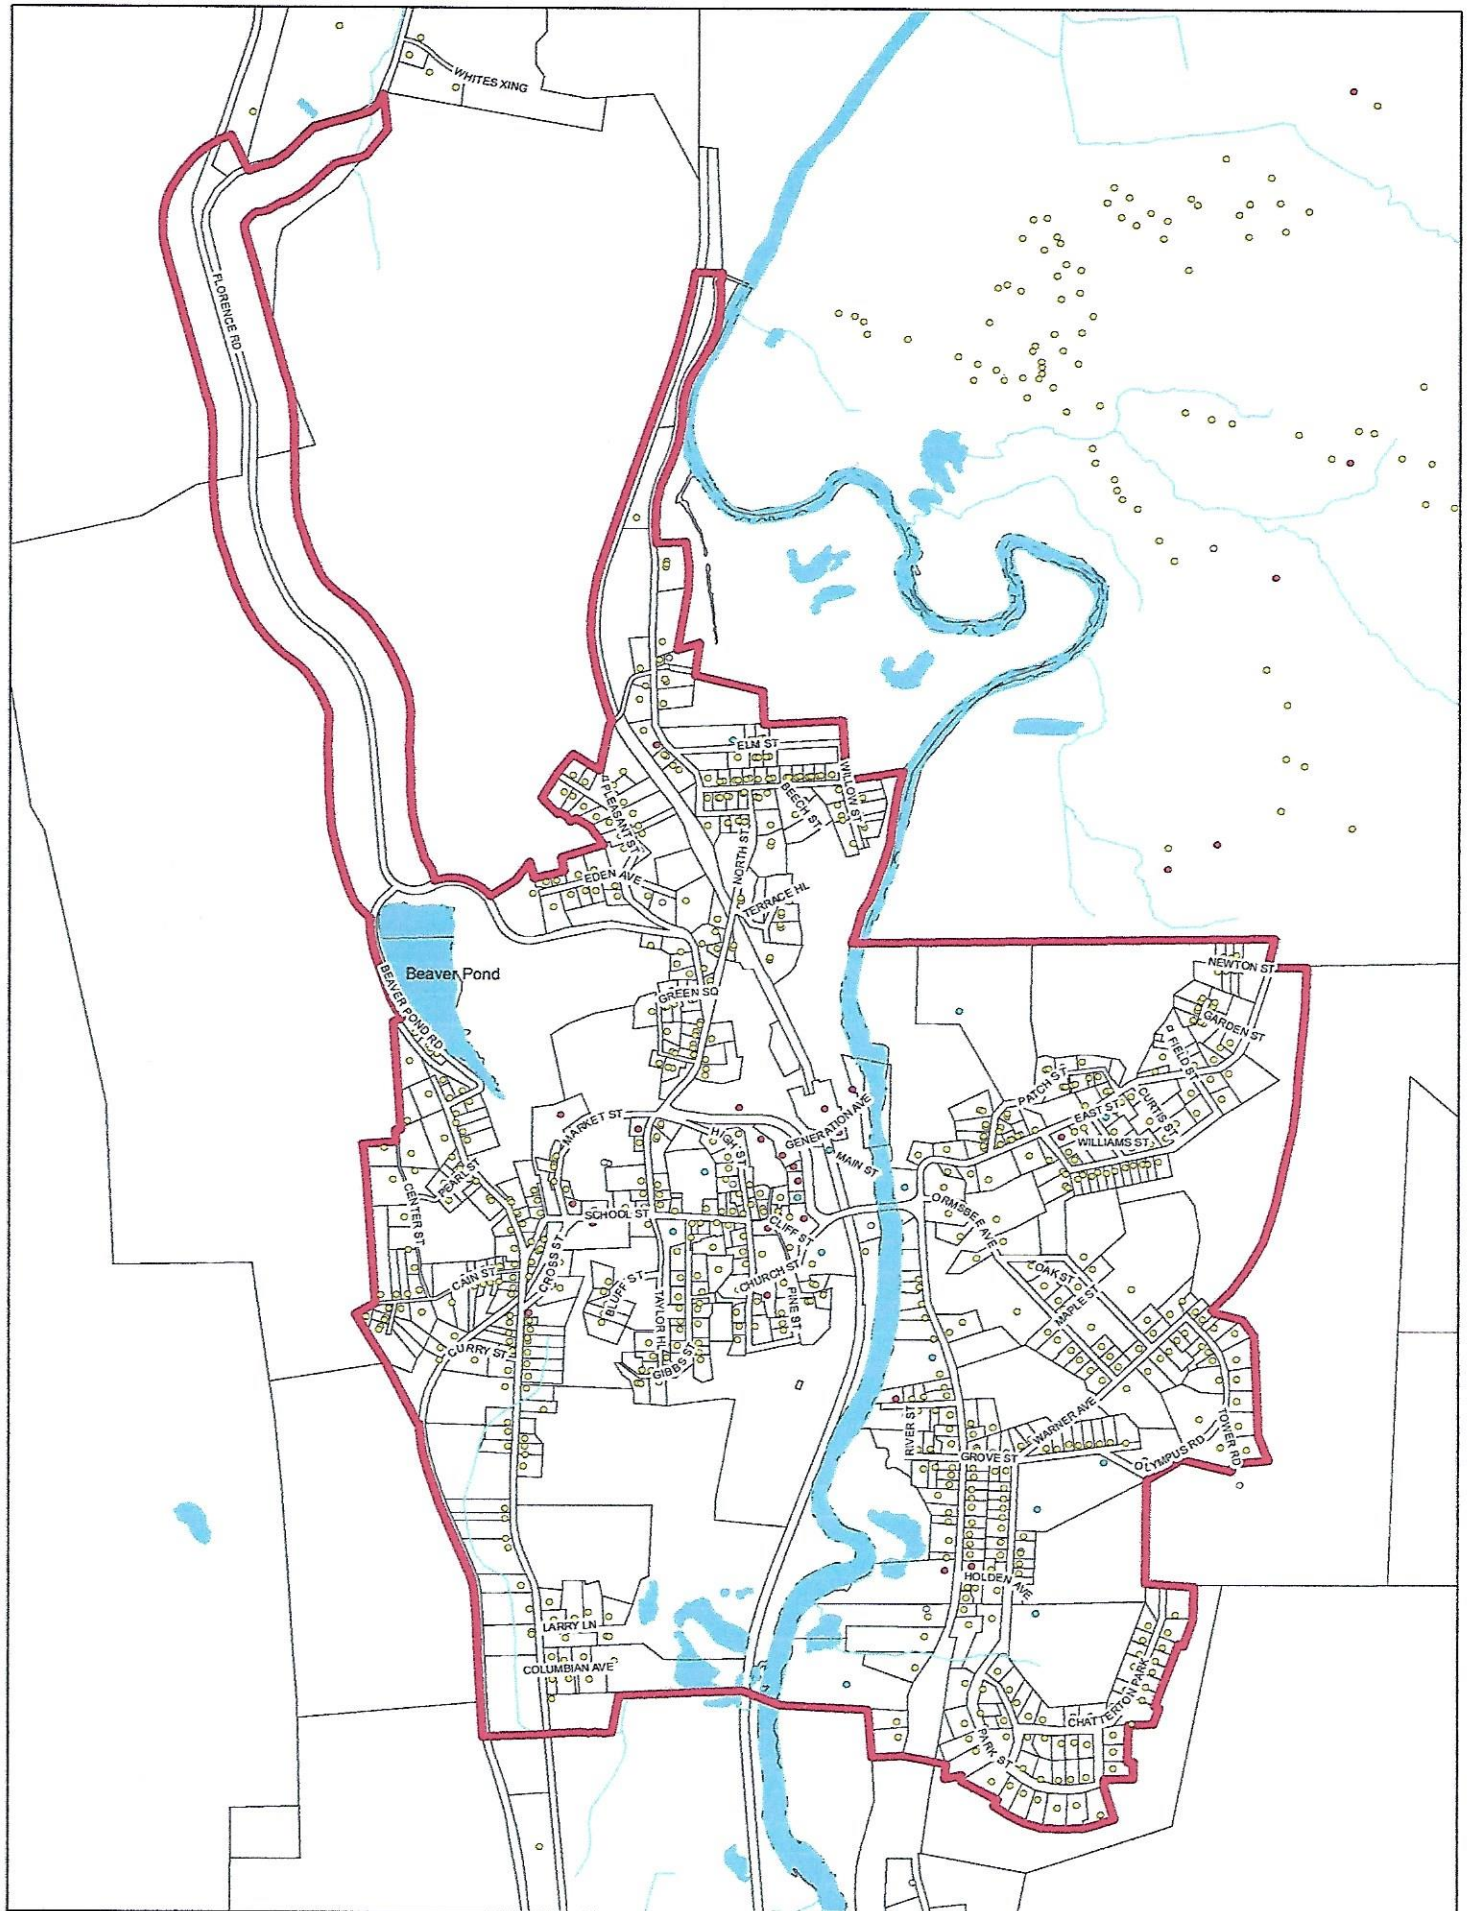 WHITES XING
FLORENCE RD
ELM ST
WILLOW ST
BEECH ST
PLEASANT ST
NORTH ST
EDEN AVE
TERRACE HL
Beaver Pond
BEAVER POND RD
GREEN SQ
NEWTON ST
GARDEN ST
FIELD ST
PATCH ST
EAST ST
CURTIS ST
WILLIAMS ST
MARKET ST
HIGH ST
GENERATION AVE
MAIN ST
PEARL ST
CENTER ST
SCHOOL ST
CLIFF ST
ORMSBEE AVE
CROSS ST
CAIN ST
BLUFF ST
TAYLOR HL
CHURCH ST
PINE ST
OAK ST
MAPLE ST
CURRY ST
GIBBS ST
RIVER ST
WARNER AVE
GROVE ST
OLYMPUS RD
TOWER RD
HOLDEN AVE
LARRY LN
COLUMBIAN AVE
CHATTERTON PARK
PARK ST